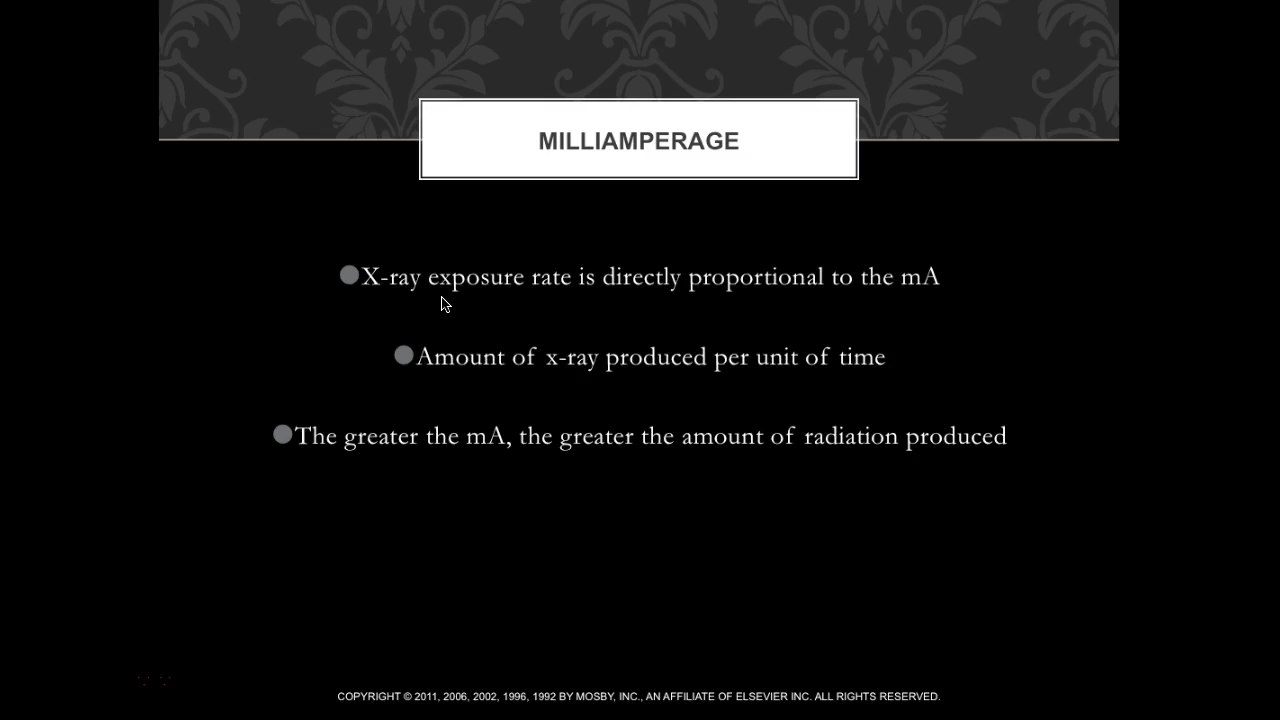 MILLIAMPERAGE
X-ray exposure rate is directly proportional to the mA
Amount of x-ray produced per unit of time
The greater the mA, the greater the amount of radiation produced
COPYRIGHT © 2011, 2006, 2002, 1996, 1992 BY MOSBY, INC., AN AFFILIATE OF ELSEVIER INC. ALL RIGHTS RESERVED.